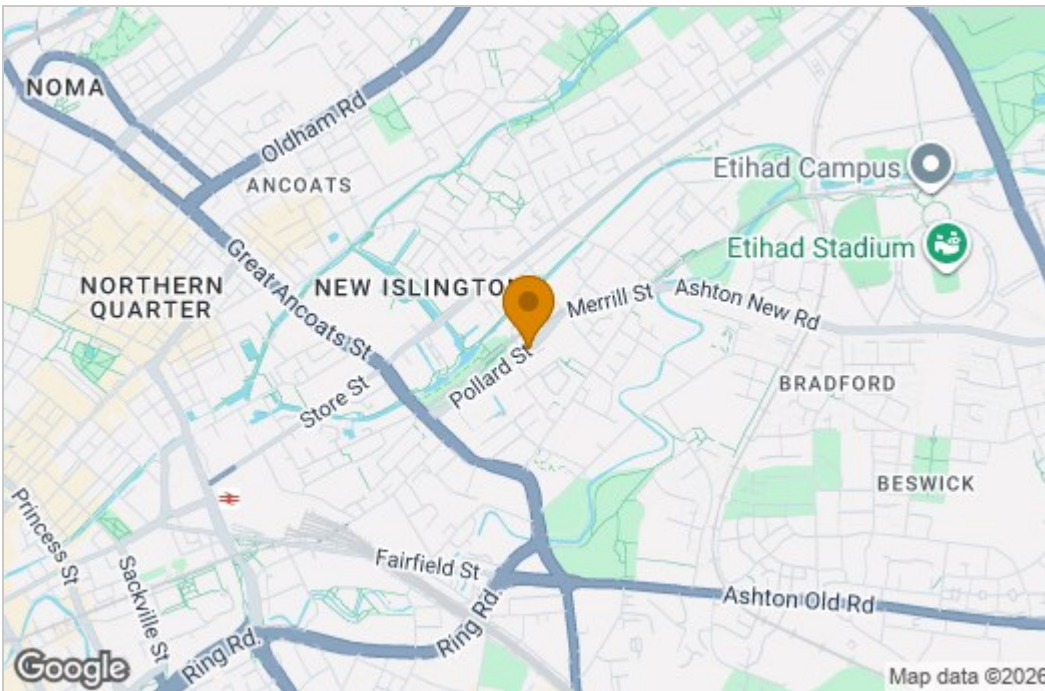 NOMA
Oldham Rd
ANCOATS
Etihad Campus
Etihad Stadium
Great Ancoats St
NORTHERN
QUARTER
NEW ISLINGTON
Merrill St
Ashton New Rd
Pollard St
Store St
BRADFORD
BESWICK
Princess St
Sackville St
Fairfield St
Ashton Old Rd
Ring Rd.
Ring Rd.
Google
Map data ©2026